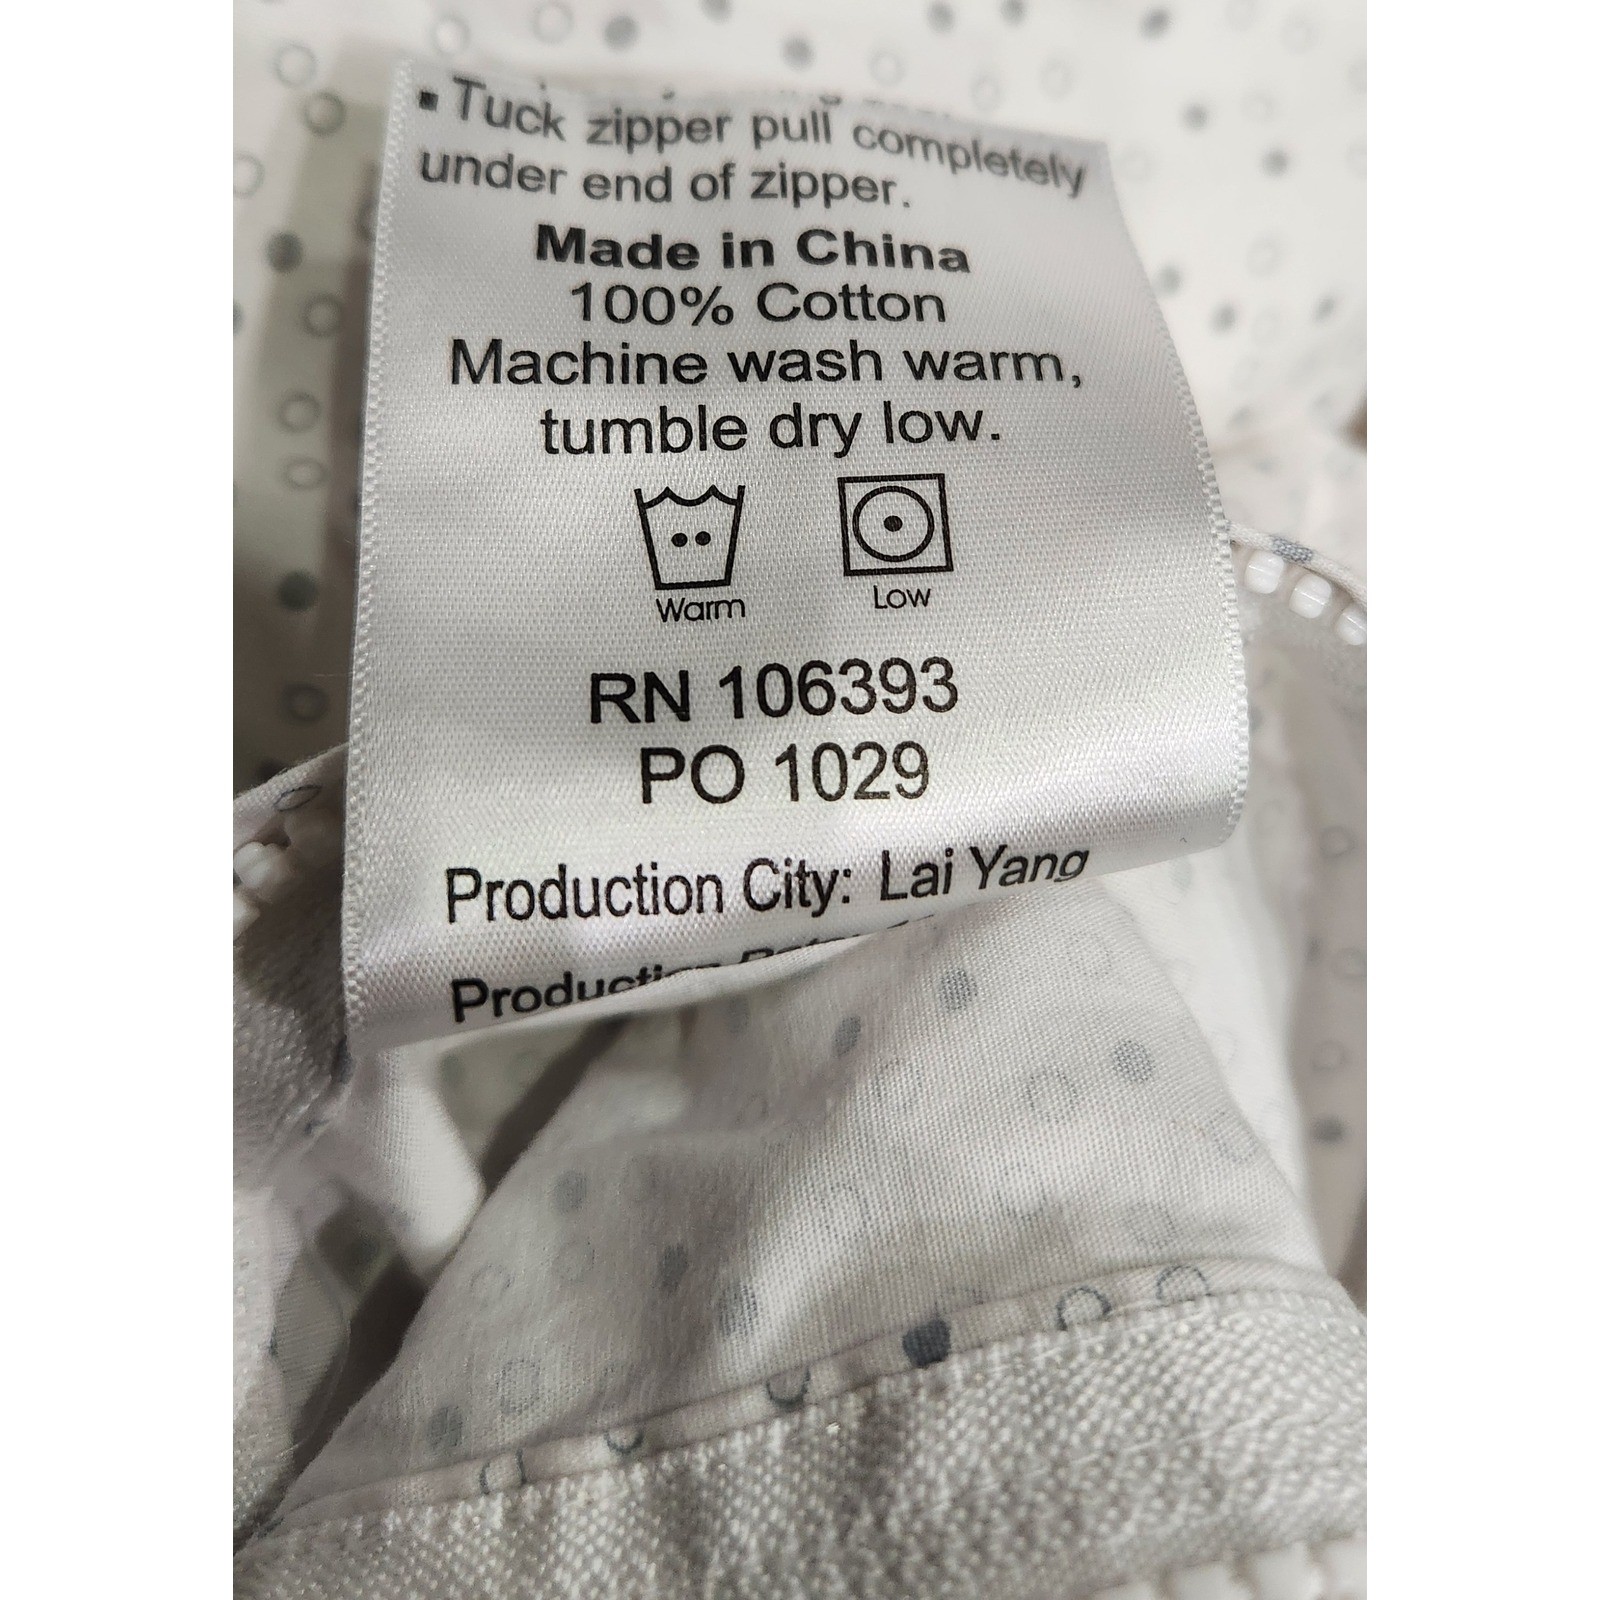 ▪ Tuck zipper pull completely
under end of zipper.
Made in China
100% Cotton
Machine wash warm,
tumble dry low.
Warm Low
RN 106393
PO 1029
Production City: Lai Yang
Production